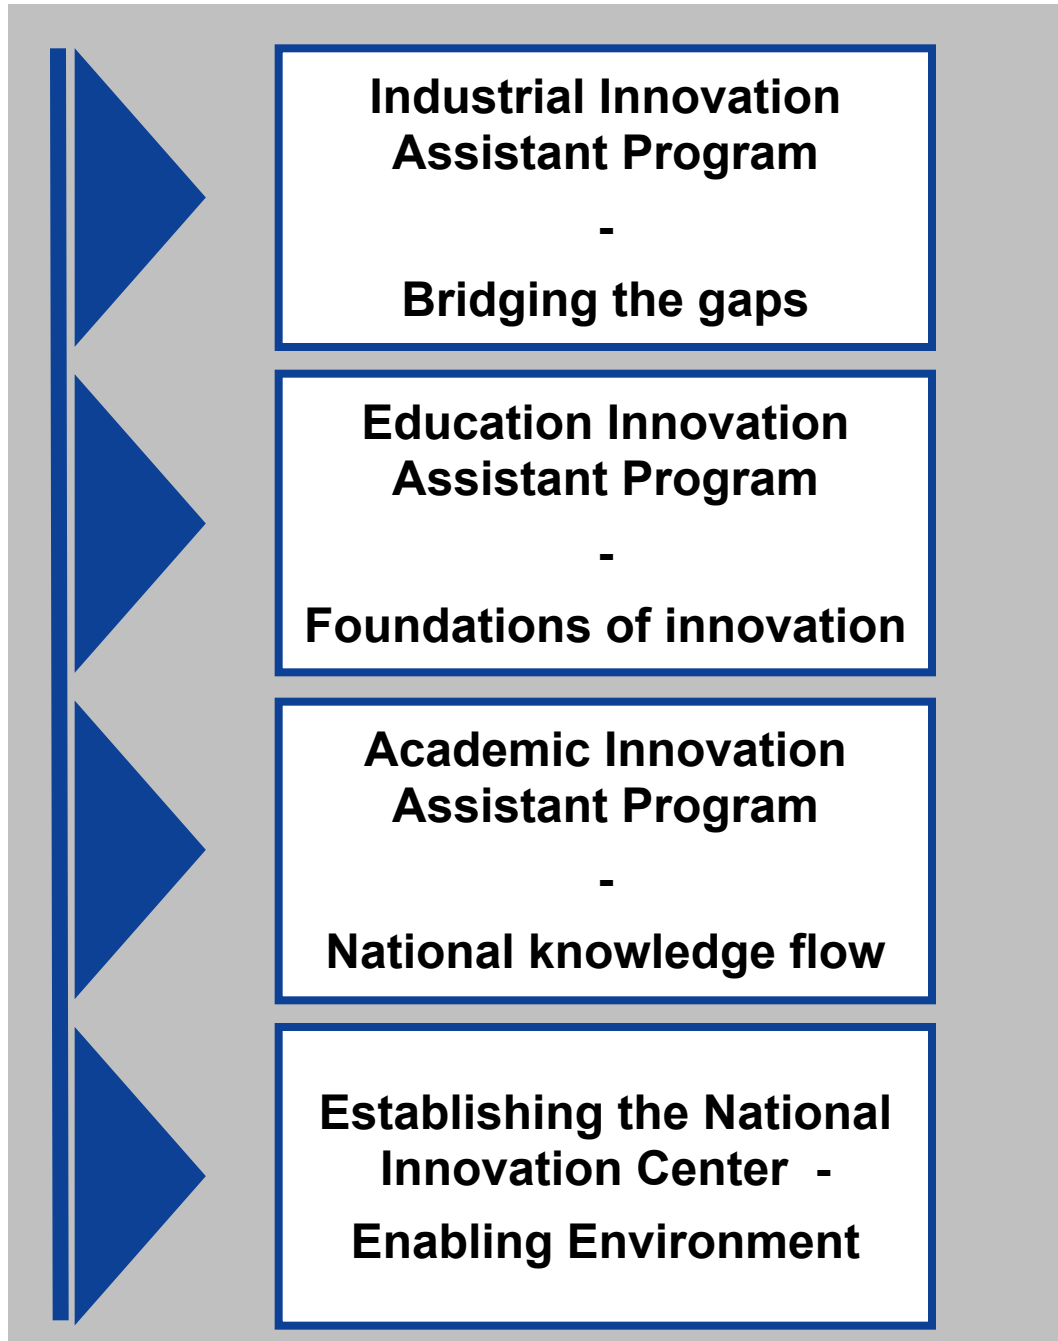 Industrial Innovation
Assistant Program
-
Bridging the gaps
Education Innovation
Assistant Program
-
Foundations of innovation
Academic Innovation
Assistant Program
-
National knowledge flow
Establishing the National
Innovation Center -
Enabling Environment